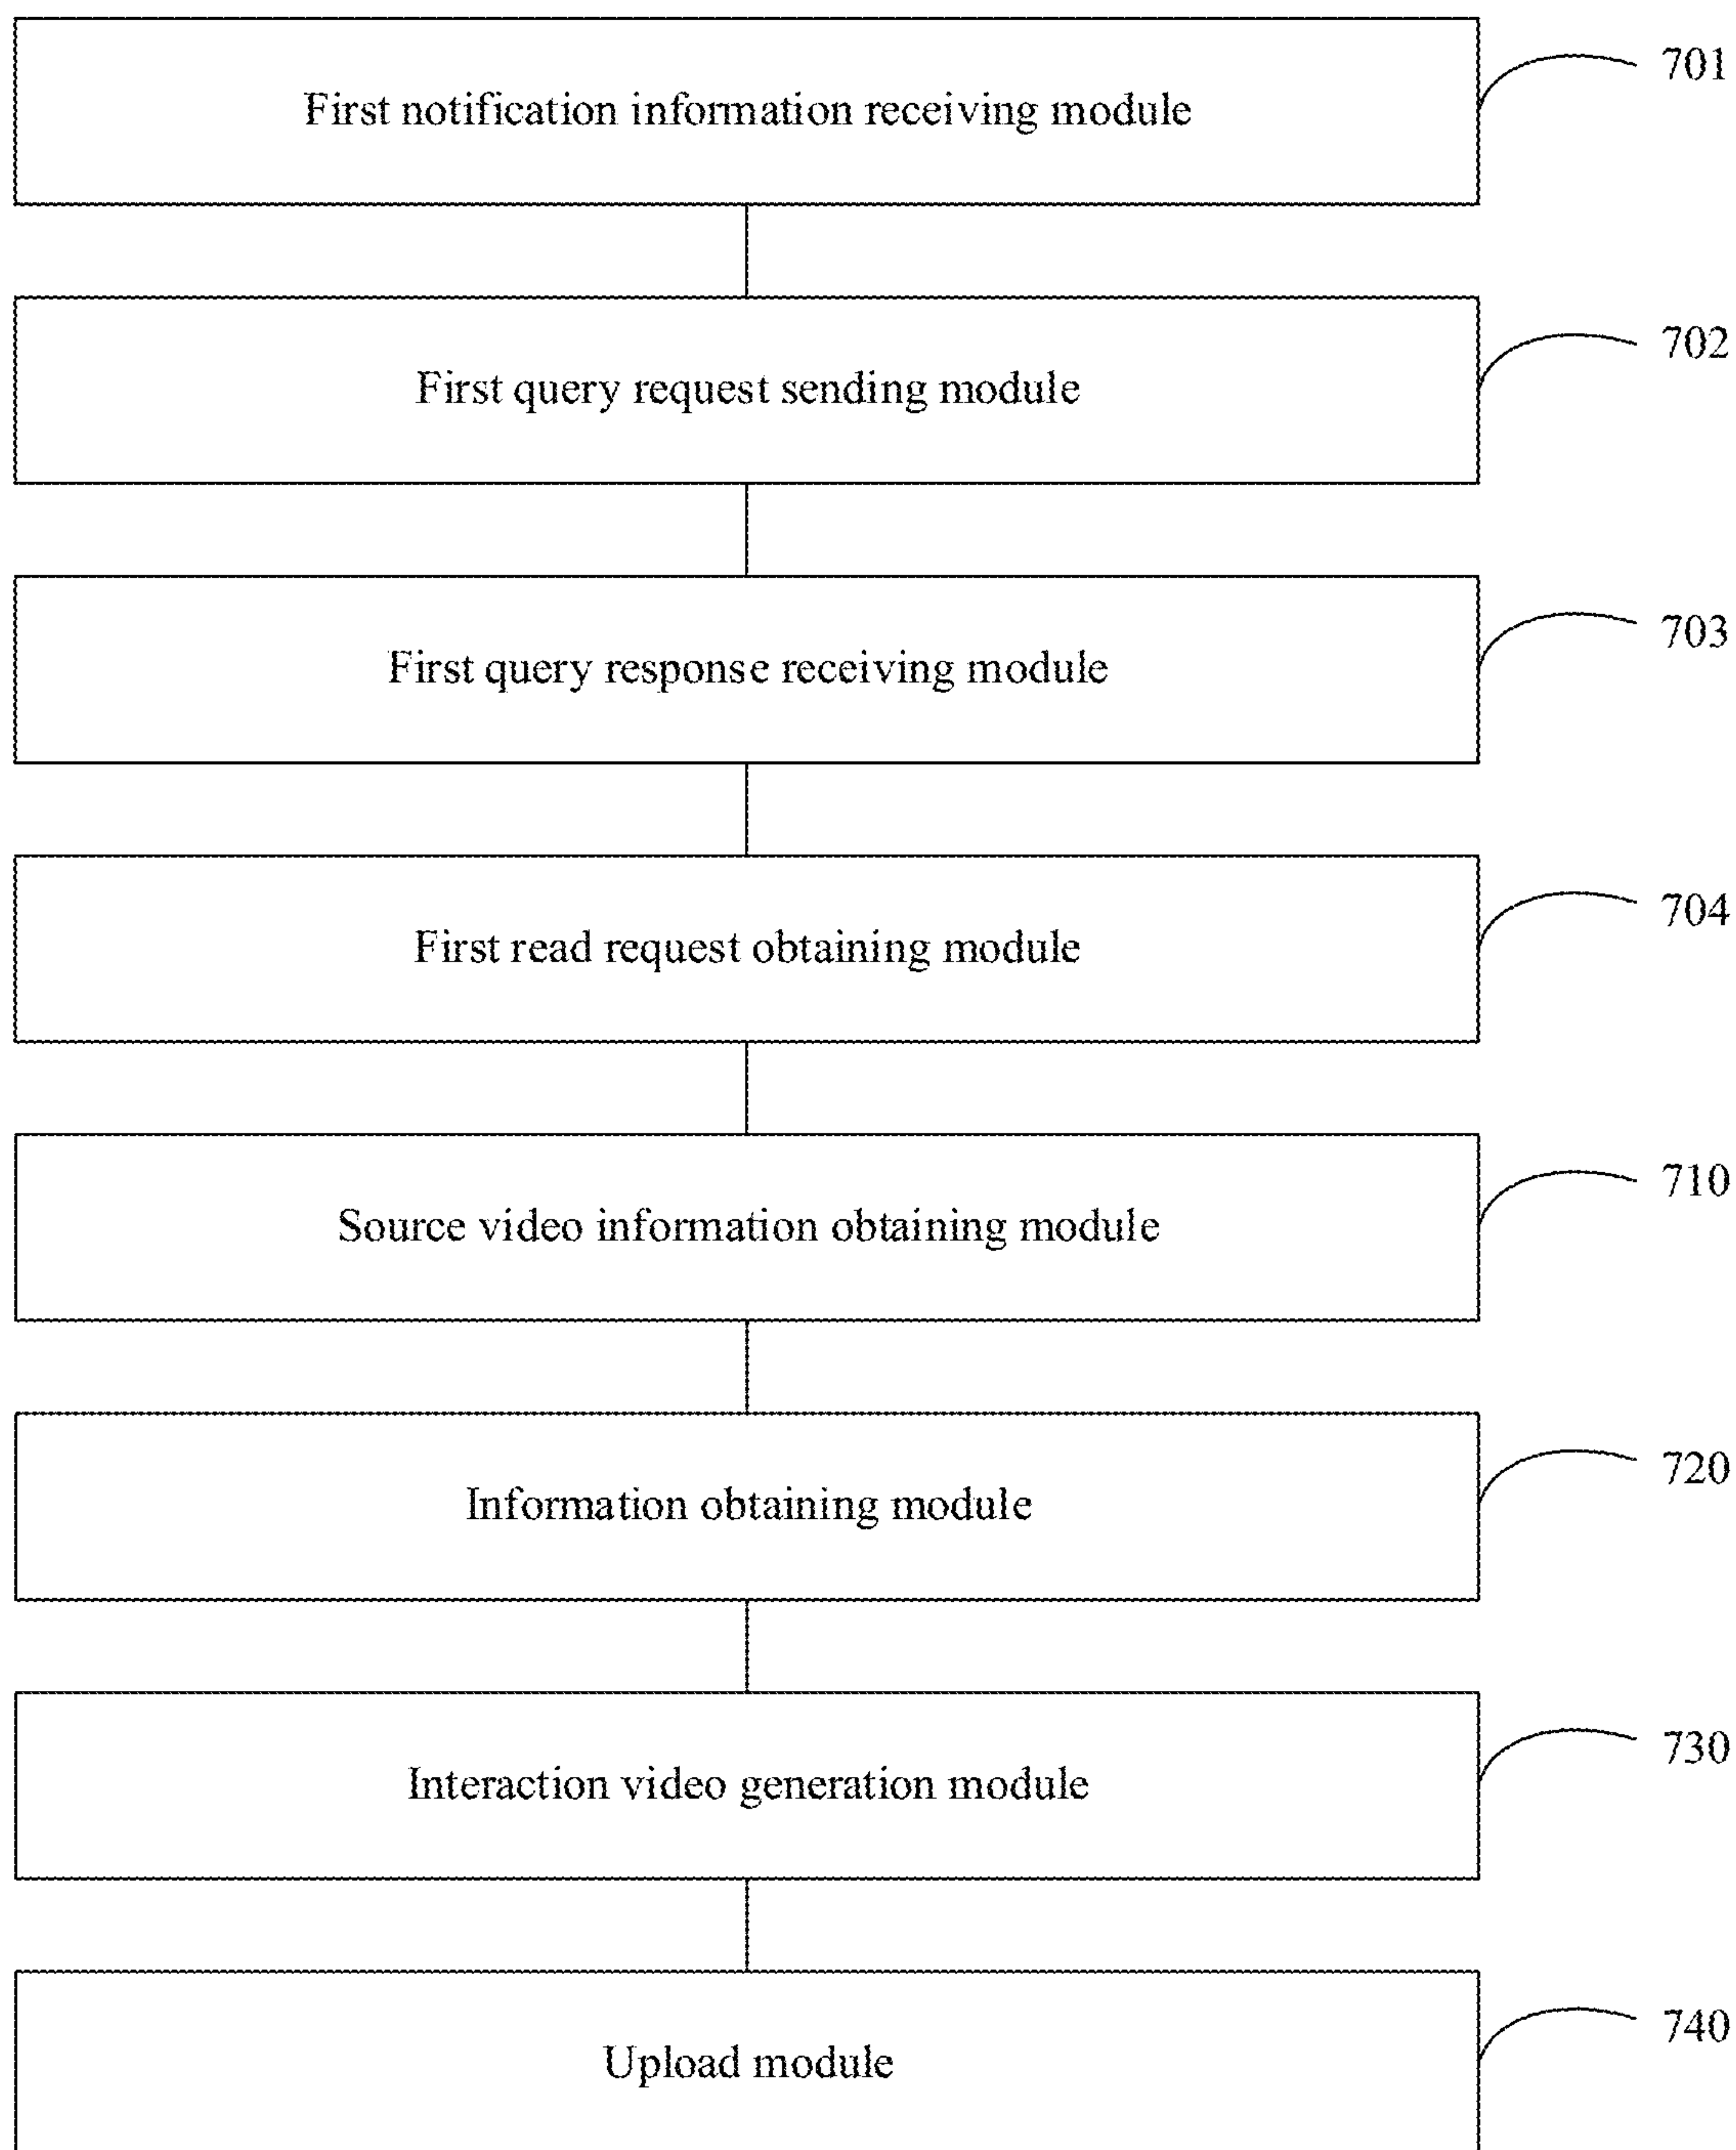 First notification information receiving module 701
First query request sending module 702
First query response receiving module 703
First read request obtaining module 704
Source video information obtaining module 710
Information obtaining module 720
Interaction video generation module 730
Upload module 740